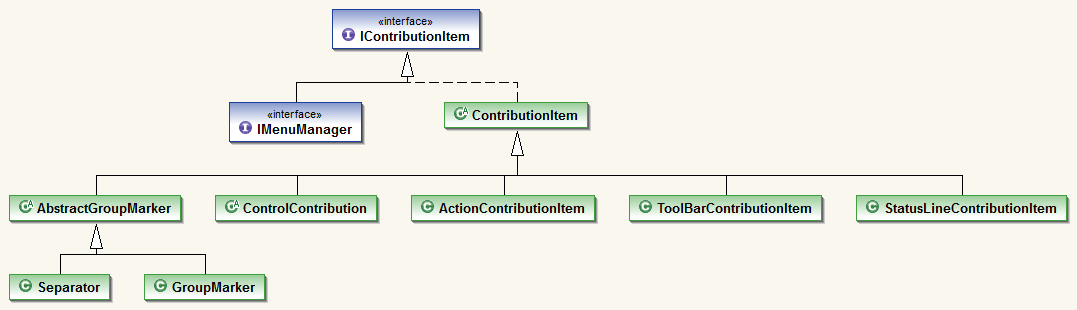 «interface»
IContributionItem
«interface»
IMenuManager
ContributionItem
AbstractGroupMarker
ControlContribution
ActionContributionItem
ToolBarContributionItem
StatusLineContributionItem
Separator
GroupMarker